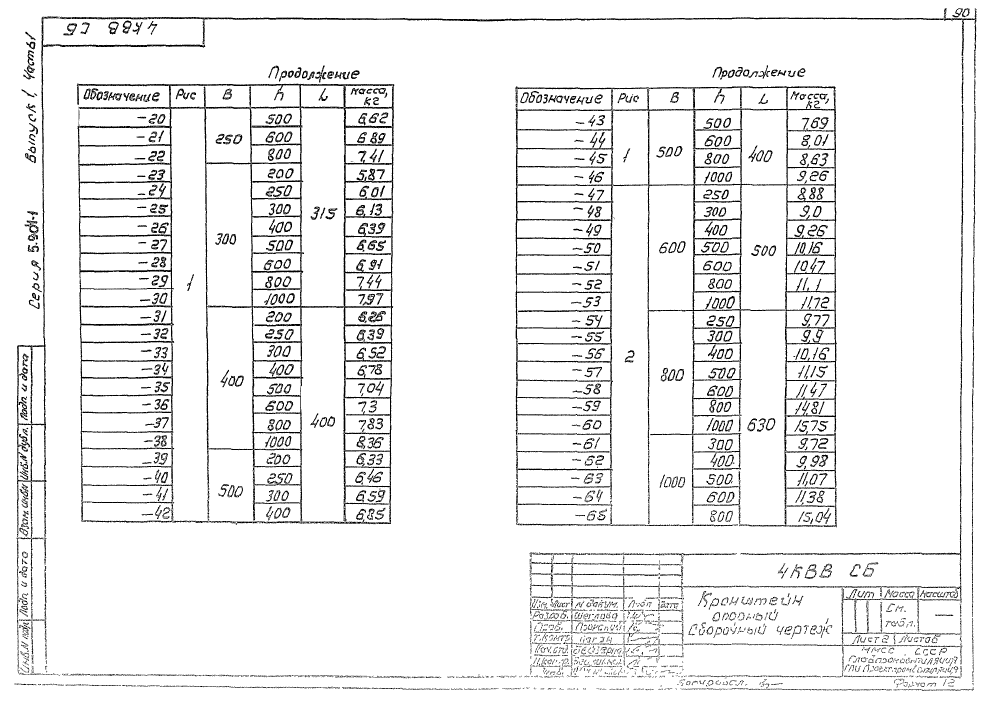 90
4КВВ СБ
Серия 5.904-1 Выпуск 1, Часть 1
Продолжение
Обозначение Рис В h L Масса, кг
-20 1 250 500 315 6,62
-21 600 6,89
-22 800 7,41
-23 300 200 5,87
-24 250 6,01
-25 300 6,13
-26 400 6,39
-27 500 6,65
-28 600 6,91
-29 800 7,44
-30 1000 7,97
-31 400 200 400 6,26
-32 250 6,39
-33 300 6,52
-34 400 6,78
-35 500 7,04
-36 600 7,3
-37 800 7,83
-38 1000 8,36
-39 500 200 6,33
-40 250 6,46
-41 300 6,59
-42 400 6,85
Продолжение
Обозначение Рис В h L Масса, кг
-43 1 500 500 400 7,69
-44 600 8,01
-45 800 8,63
-46 1000 9,26
-47 2 600 250 500 8,88
-48 300 9,0
-49 400 9,26
-50 500 10,16
-51 600 10,47
-52 800 11,1
-53 1000 11,72
-54 800 250 630 9,77
-55 300 9,9
-56 400 10,16
-57 500 11,15
-58 600 11,47
-59 800 14,81
-60 1000 15,75
-61 1000 300 9,72
-62 400 9,98
-63 500 11,07
-64 600 11,38
-65 800 15,04
Инв.№ подл. Подп. и дата Взам. инв.№ Инв.№ дубл. Подп. и дата
4КВВ СБ
Изм. Лист № докум. Подп Дата
Разраб. Щеглова
Пров.
Т.контр. Каган
Нач.отд.
Н.контр.
Утв.
Кронштейн
опорный
Сборочный чертеж
Лит Масса Масштаб
См.
табл.
Лист 2 Листов
ММСС СССР
Главпромвентиляция
ГПИ Проектпромвентиляция
Копировал.
Формат 12